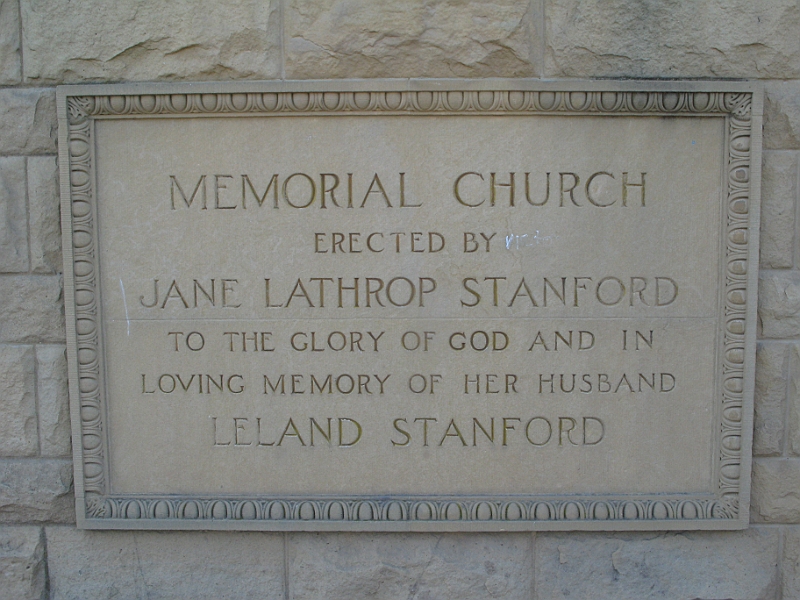 MEMORIAL CHURCH
ERECTED BY
JANE LATHROP STANFORD
TO THE GLORY OF GOD AND IN
LOVING MEMORY OF HER HUSBAND
LELAND STANFORD